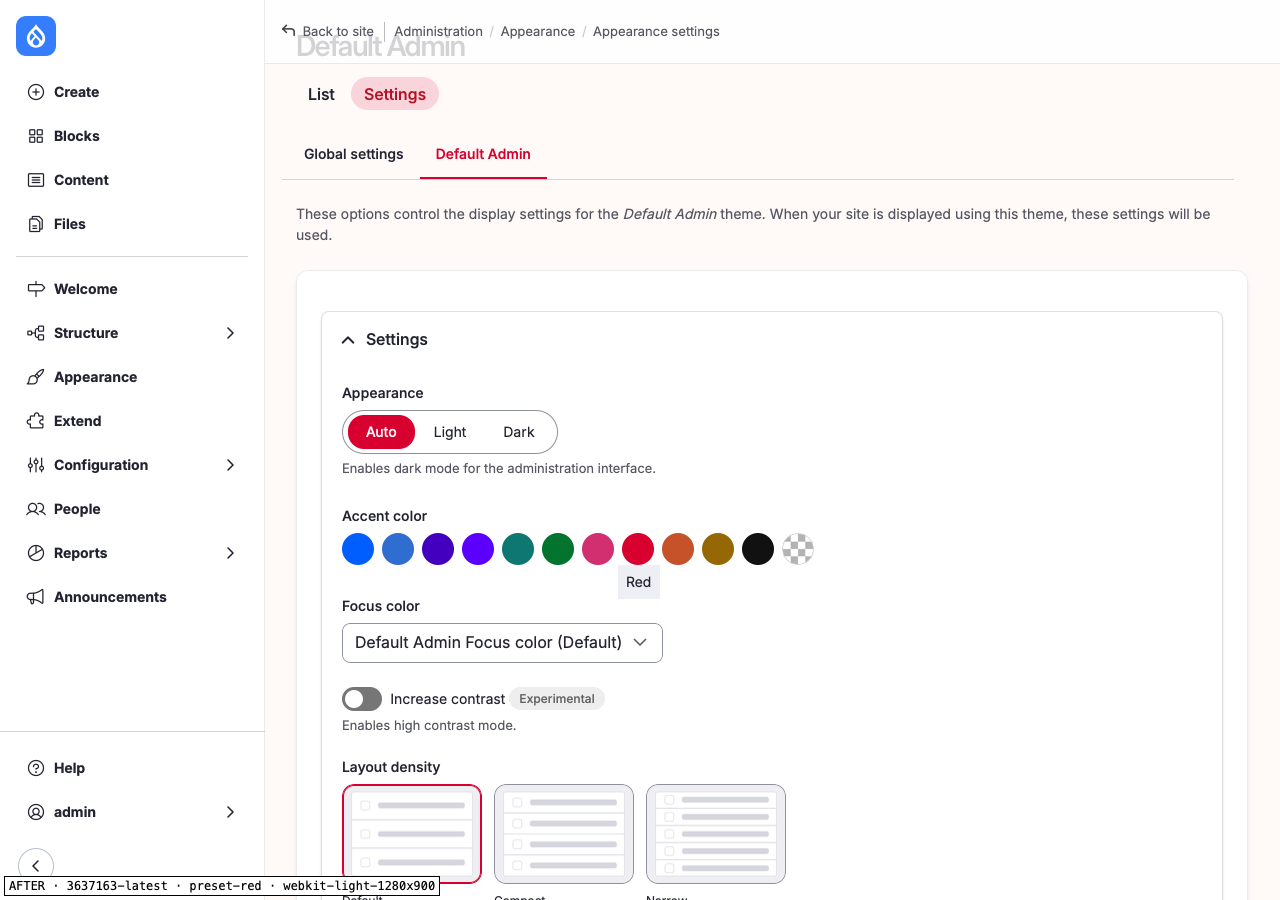 Back to site
Administration / Appearance / Appearance settings
Default Admin
Create
Blocks
Content
Files
Welcome
Structure
Appearance
Extend
Configuration
People
Reports
Announcements
Help
admin
List
Settings
Global settings
Default Admin
These options control the display settings for the Default Admin theme. When your site is displayed using this theme, these settings will be
used.
Settings
Appearance
Auto
Light
Dark
Enables dark mode for the administration interface.
Accent color
Red
Focus color
Default Admin Focus color (Default)
Increase contrast
Experimental
Enables high contrast mode.
Layout density
Default
Compact
Narrow
AFTER · 3637163-latest · preset-red · webkit-light-1280x900